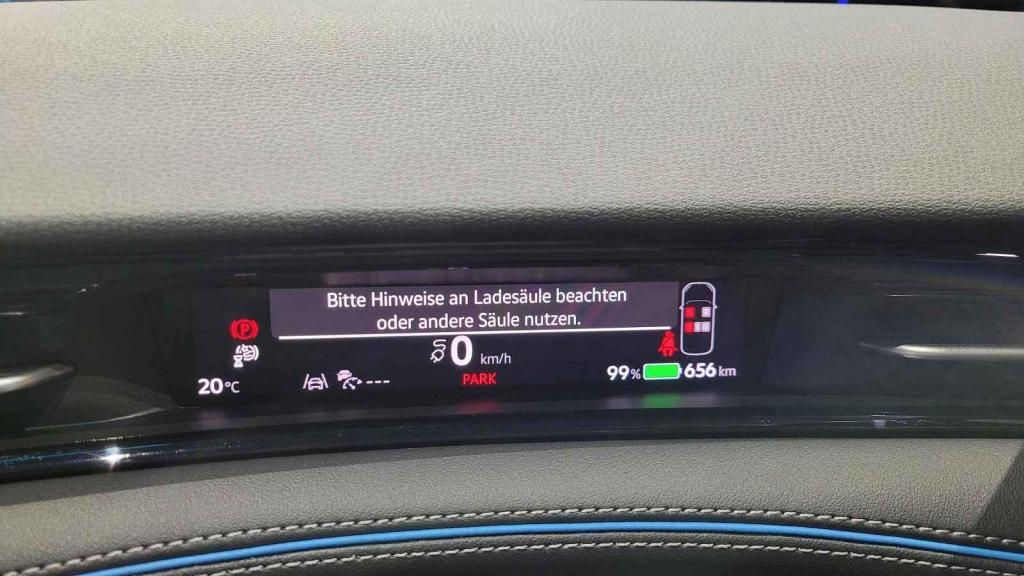 Bitte Hinweise an Ladesäule beachten
oder andere Säule nutzen.
P
0 km/h
20°C
---
PARK
99% 656 km